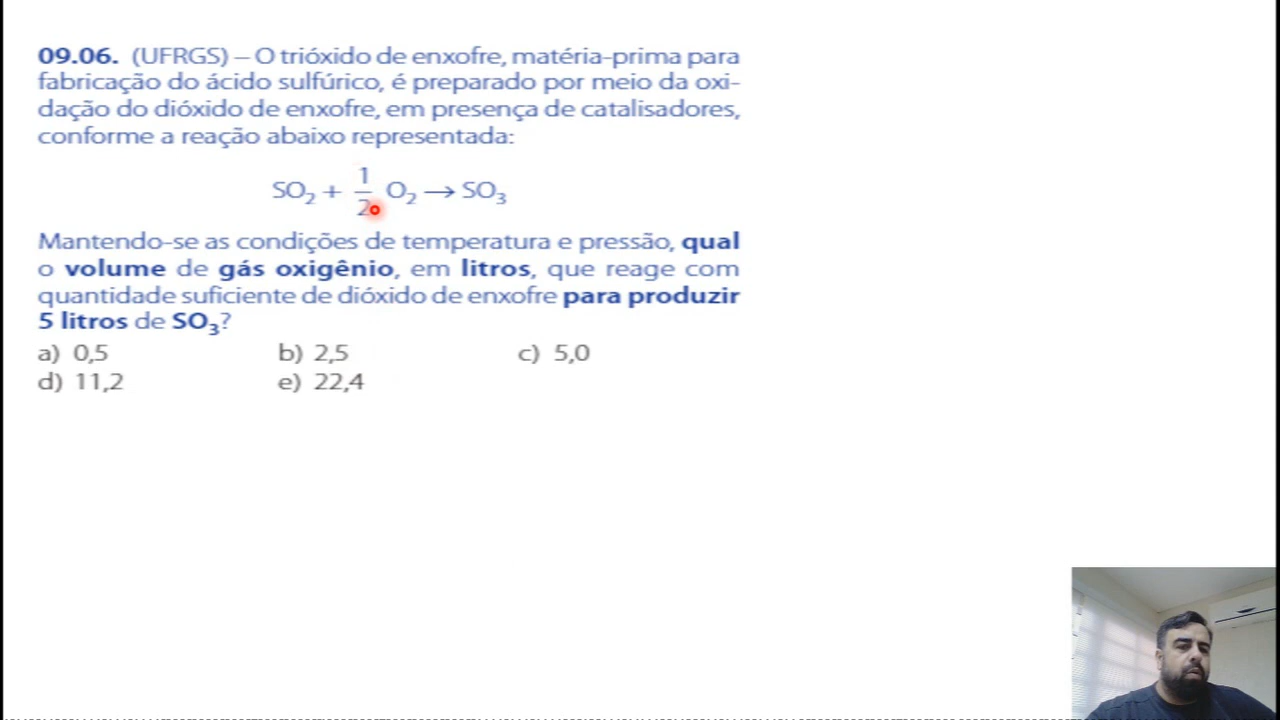 09.06. (UFRGS) – O trióxido de enxofre, matéria-prima para
fabricação do ácido sulfúrico, é preparado por meio da oxi-
dação do dióxido de enxofre, em presença de catalisadores,
conforme a reação abaixo representada:
SO₂ + 1/2 O₂ → SO₃
Mantendo-se as condições de temperatura e pressão, qual
o volume de gás oxigênio, em litros, que reage com
quantidade suficiente de dióxido de enxofre para produzir
5 litros de SO₃?
a) 0,5 b) 2,5 c) 5,0
d) 11,2 e) 22,4